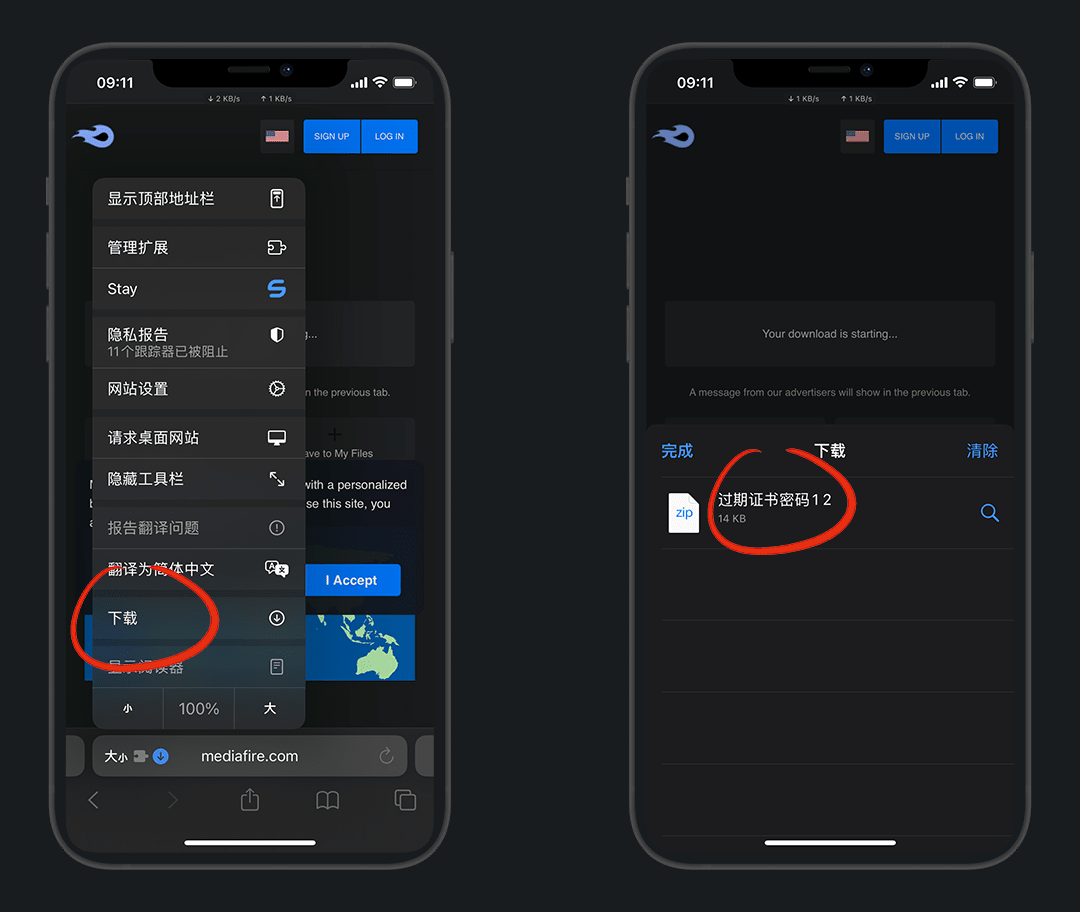 09:11
↓ 2 KB/s ↑ 1 KB/s
SIGN UP
LOG IN
显示顶部地址栏
管理扩展
Stay
隐私报告
11个跟踪器已被阻止
g...
网站设置
n the previous tab.
请求桌面网站
ave to My Files
隐藏工具栏
with a personalized
se this site, you
报告翻译问题
翻译为简体中文
I Accept
下载
显示阅读器
小 100% 大
大小 mediafire.com
09:11
↓ 1 KB/s ↑ 1 KB/s
SIGN UP
LOG IN
Your download is starting...
A message from our advertisers will show in the previous tab.
完成 下载 清除
zip
过期证书密码1 2
14 KB